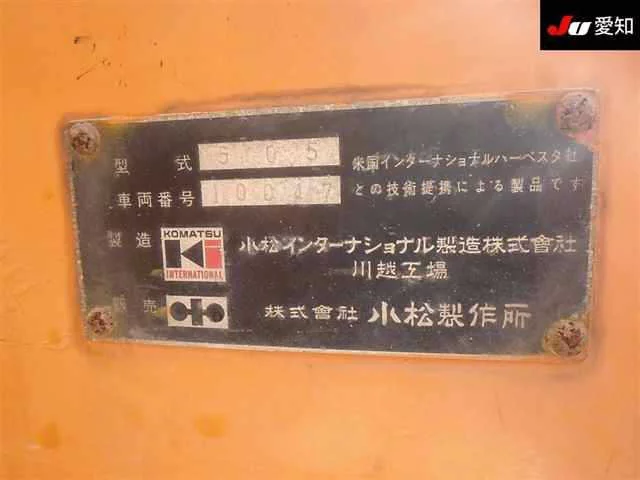 JU 愛知
型式 510 5
米国インターナショナルハーベスタ社
車両番号 10047
との技術提携による製品です
製造 KOMATSU INTERNATIONAL 小松インターナショナル製造株式會社
川越工場
販売 株式會社 小松製作所